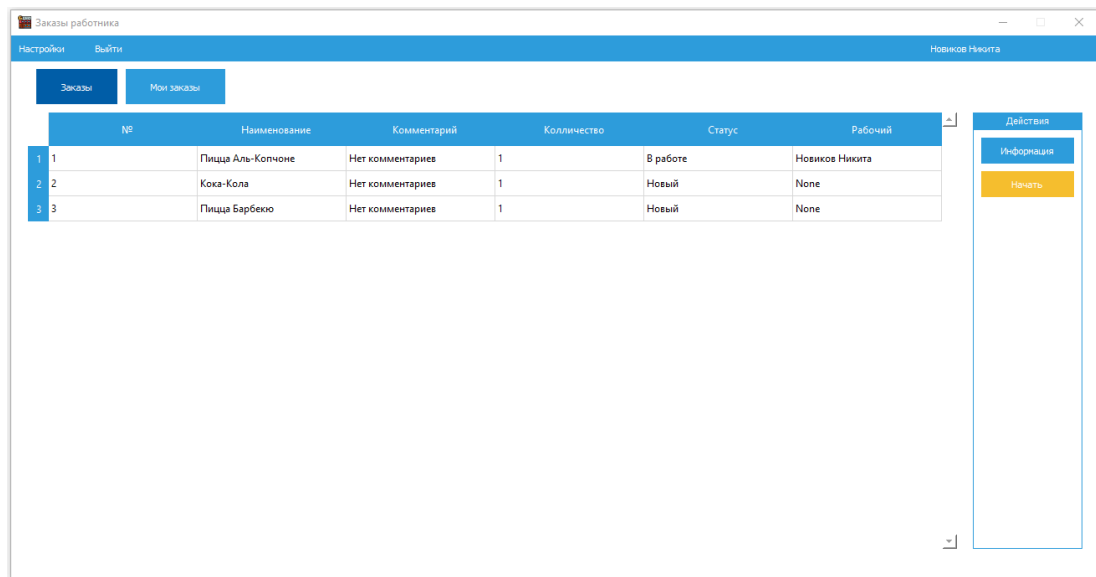 Заказы работника
Настройки Выйти Новиков Никита
Заказы Мои заказы
№ Наименование Комментарий Колличество Статус Рабочий
1 1 Пицца Аль-Копчоне Нет комментариев 1 В работе Новиков Никита
2 2 Кока-Кола Нет комментариев 1 Новый None
3 3 Пицца Барбекю Нет комментариев 1 Новый None
Действия
Информация
Начать